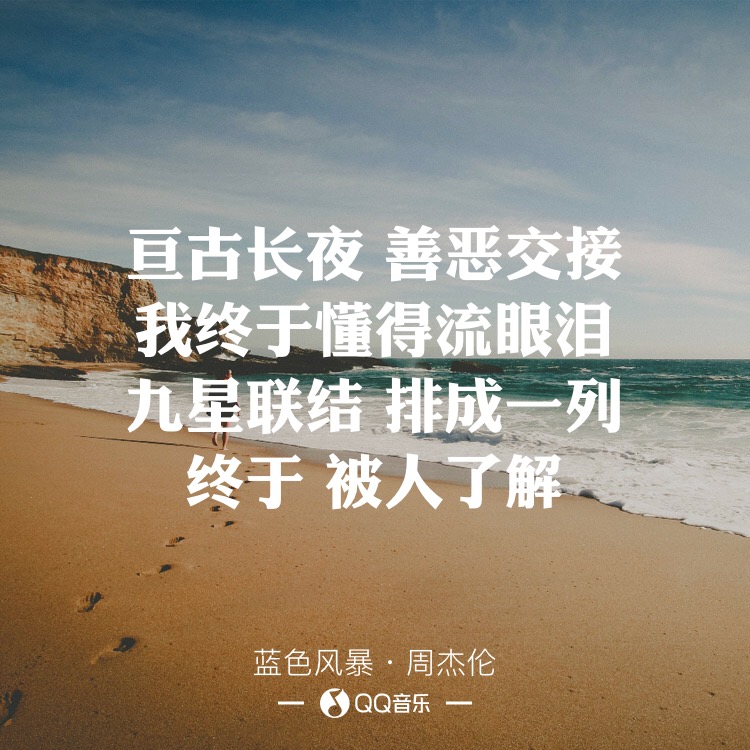 亘古长夜 善恶交接
我终于懂得流眼泪
九星联结 排成一列
终于 被人了解
蓝色风暴·周杰伦
QQ音乐